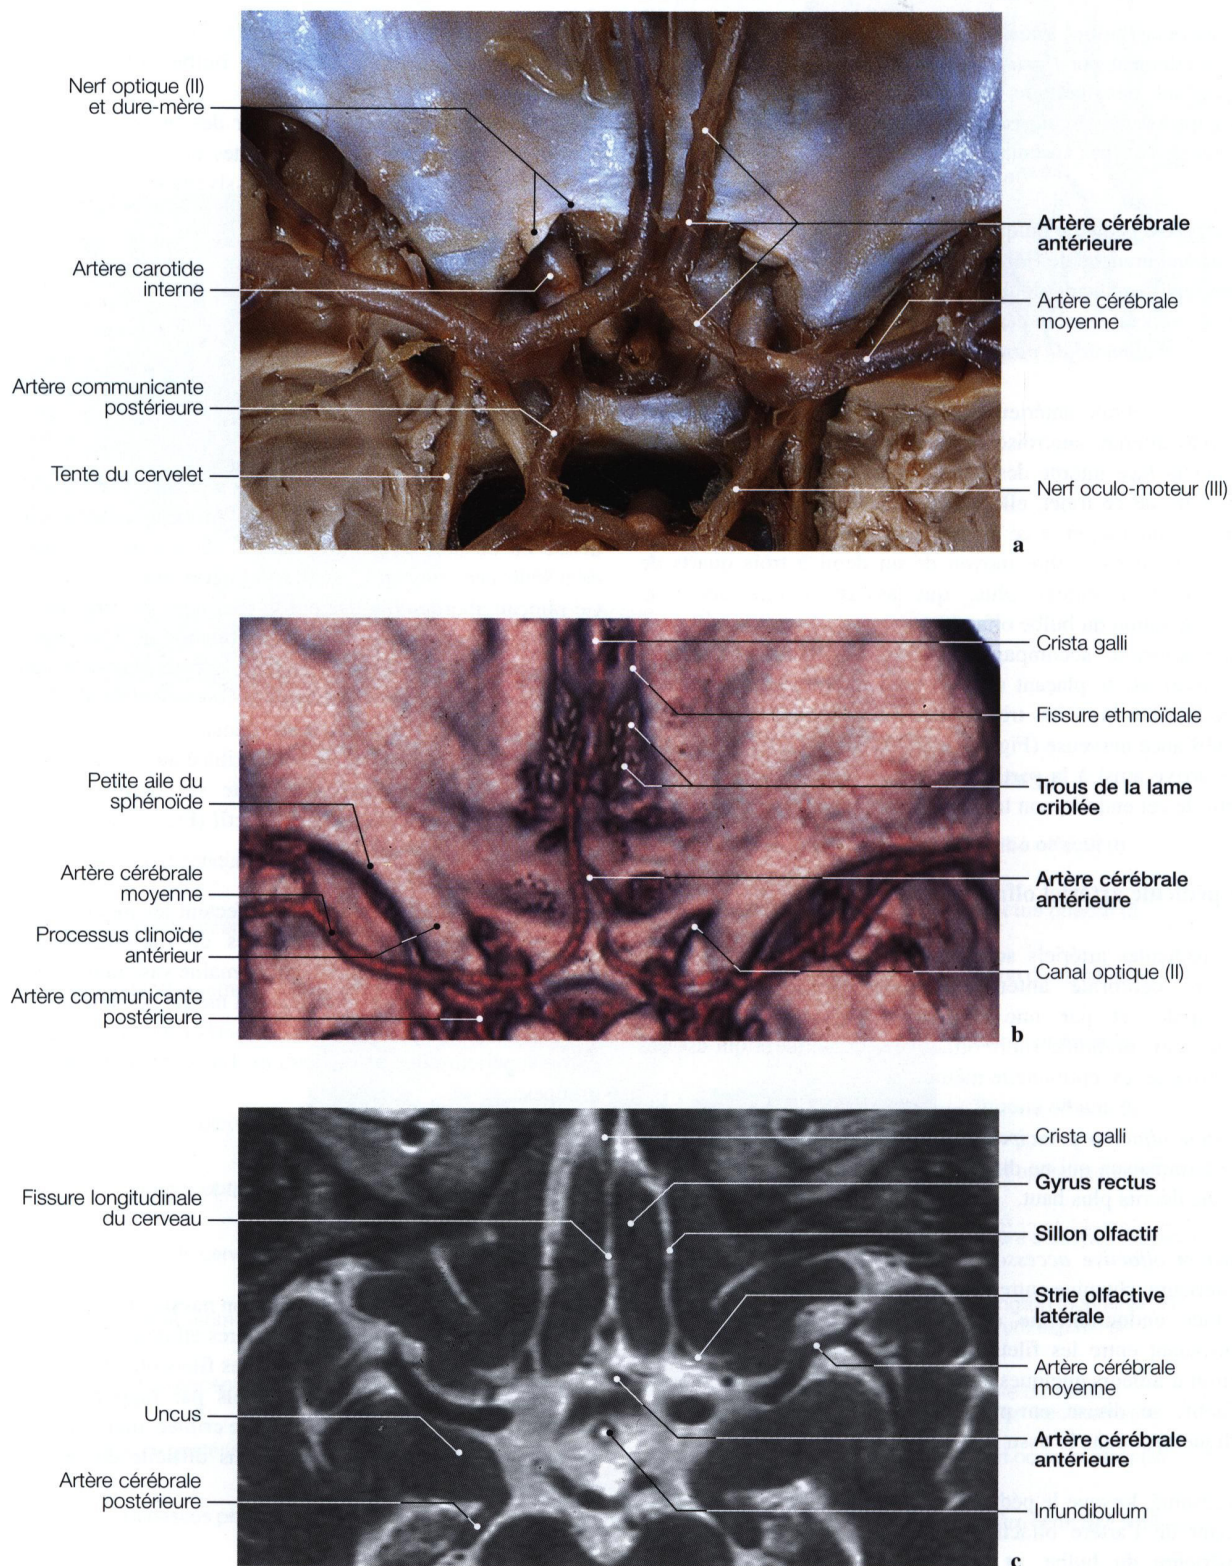 Nerf optique (II)
et dure-mère
Artère carotide
interne
Artère communicante
postérieure
Tente du cervelet
Artère cérébrale
antérieure
Artère cérébrale
moyenne
Nerf oculo-moteur (III)
a
Petite aile du
sphénoïde
Artère cérébrale
moyenne
Processus clinoïde
antérieur
Artère communicante
postérieure
Crista galli
Fissure ethmoïdale
Trous de la lame
criblée
Artère cérébrale
antérieure
Canal optique (II)
b
Fissure longitudinale
du cerveau
Uncus
Artère cérébrale
postérieure
Crista galli
Gyrus rectus
Sillon olfactif
Strie olfactive
latérale
Artère cérébrale
moyenne
Artère cérébrale
antérieure
Infundibulum
c